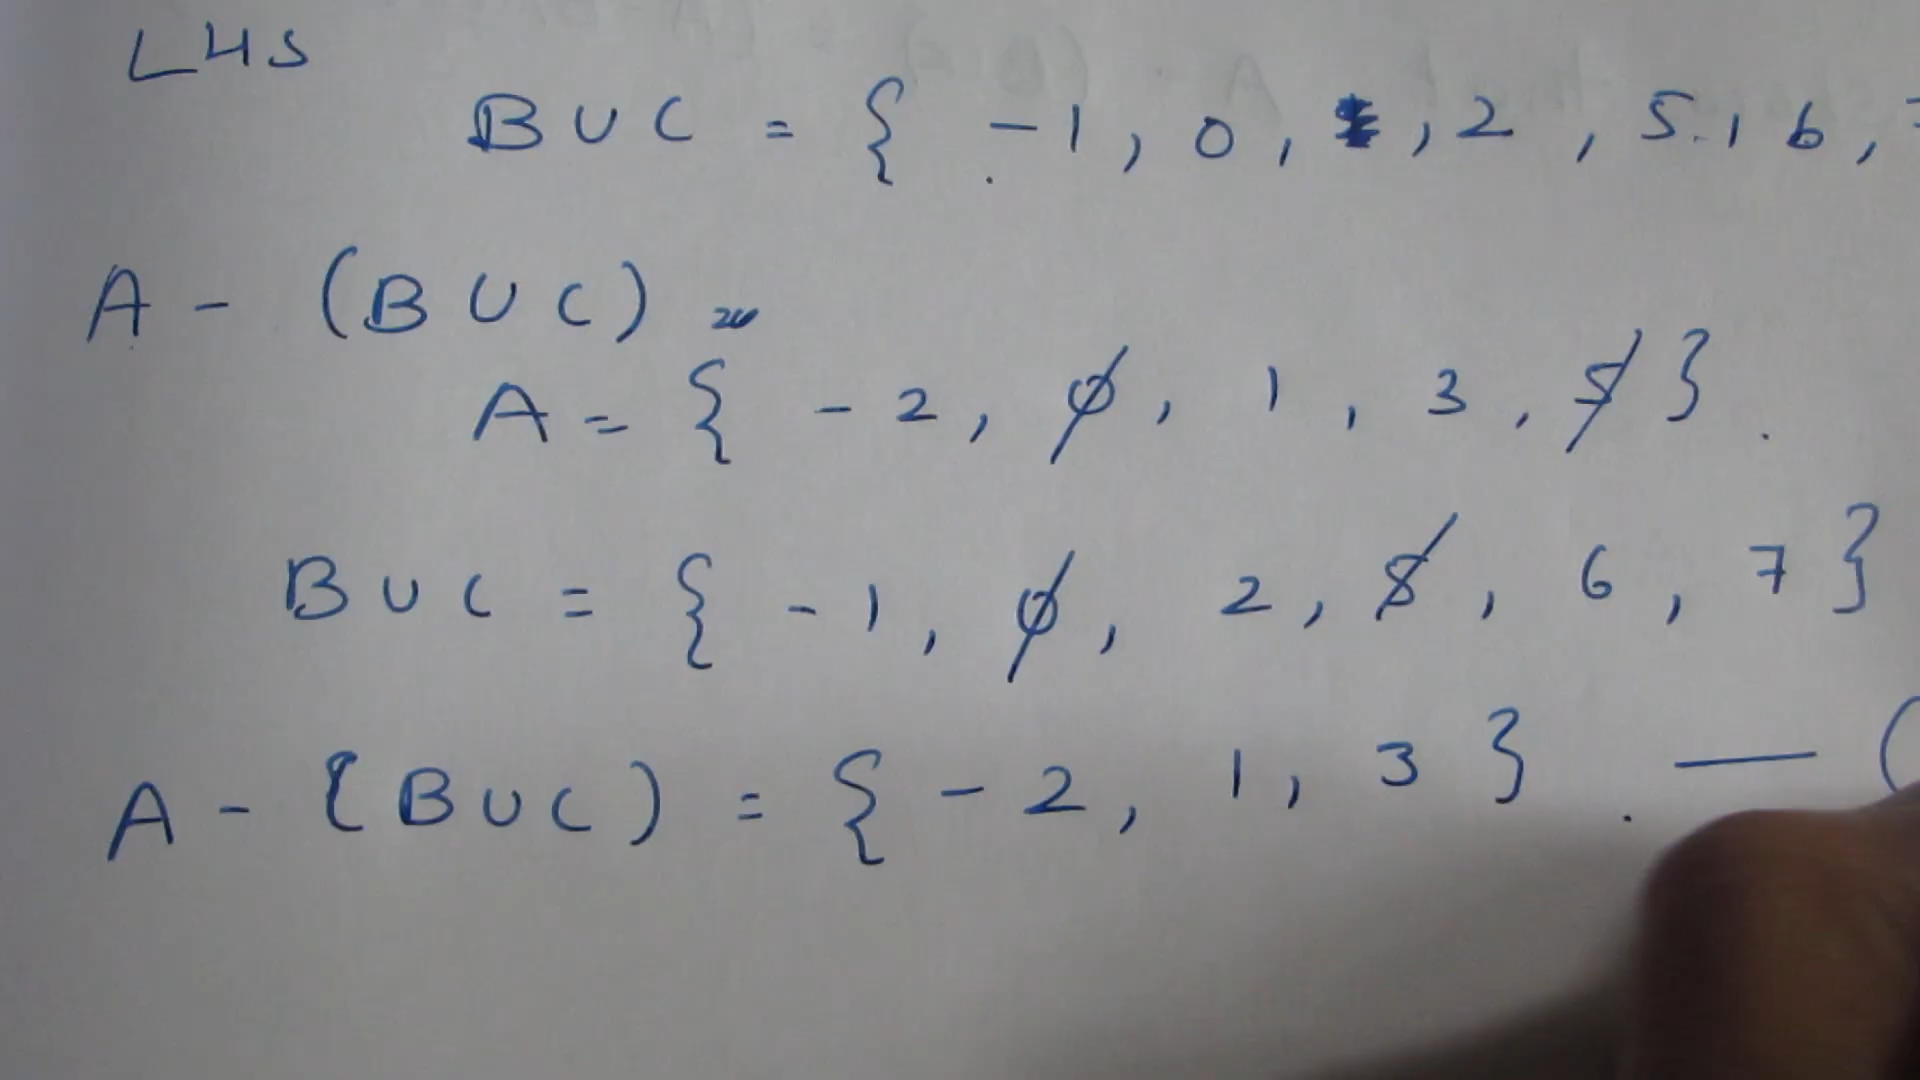 LHS
B U C = { -1, 0, , 2, 5, 6,
A - (B U C)
A = { -2, 0, 1, 3, 5 }.
B U C = { -1, 0, 2, 5, 6, 7 }
A - (B U C) = { -2, 1, 3 }. — (